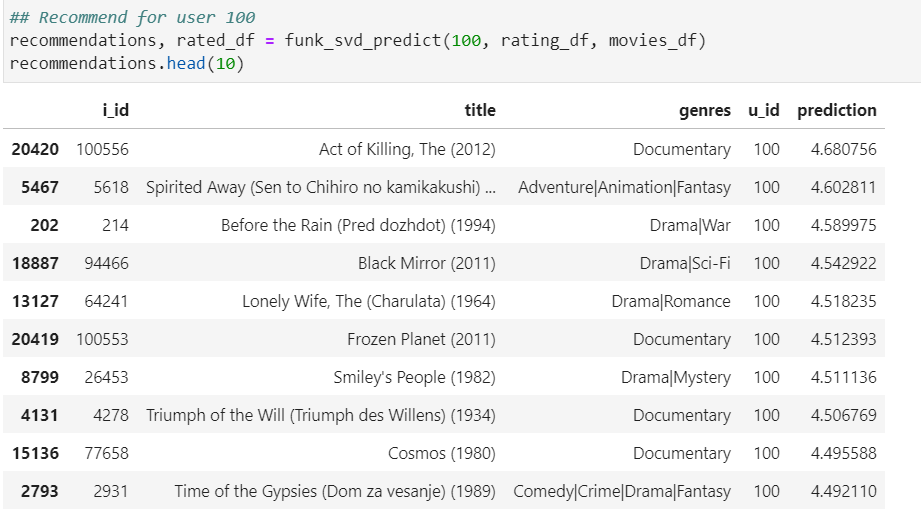 ## Recommend for user 100
recommendations, rated_df = funk_svd_predict(100, rating_df, movies_df)
recommendations.head(10)
i_id title genres u_id prediction
20420 100556 Act of Killing, The (2012) Documentary 100 4.680756
5467 5618 Spirited Away (Sen to Chihiro no kamikakushi) ... Adventure|Animation|Fantasy 100 4.602811
202 214 Before the Rain (Pred dozhdot) (1994) Drama|War 100 4.589975
18887 94466 Black Mirror (2011) Drama|Sci-Fi 100 4.542922
13127 64241 Lonely Wife, The (Charulata) (1964) Drama|Romance 100 4.518235
20419 100553 Frozen Planet (2011) Documentary 100 4.512393
8799 26453 Smiley's People (1982) Drama|Mystery 100 4.511136
4131 4278 Triumph of the Will (Triumph des Willens) (1934) Documentary 100 4.506769
15136 77658 Cosmos (1980) Documentary 100 4.495588
2793 2931 Time of the Gypsies (Dom za vesanje) (1989) Comedy|Crime|Drama|Fantasy 100 4.492110